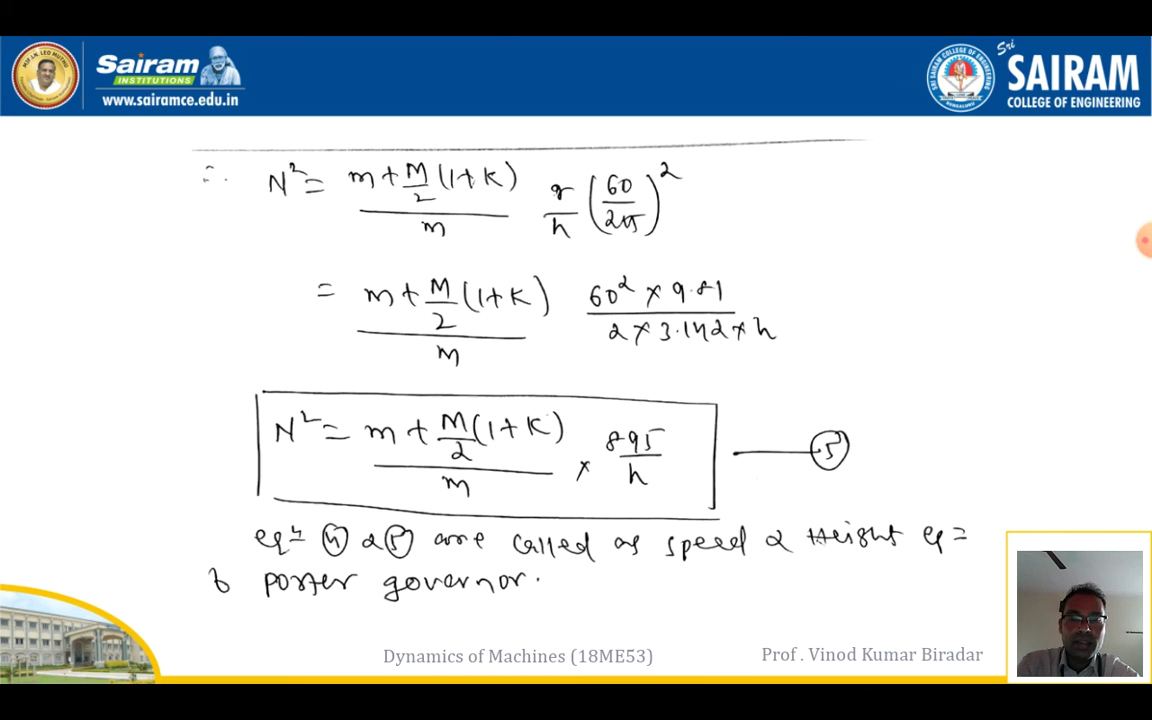 Sairam
INSTITUTIONS
www.sairamce.edu.in
Sri
SAIRAM
COLLEGE OF ENGINEERING
∴ N² = (m + M/2 (1+K))/m g/h (60/2π)²
= (m + M/2 (1+K))/m (60² × 9.81)/(2 × 3.142 × h)
N² = (m + M/2 (1+K))/m × 895/h —— ⑤
eqⁿ ④ & ⑤ are called as speed & Height eqⁿ
of porter governor.
Dynamics of Machines (18ME53)
Prof . Vinod Kumar Biradar